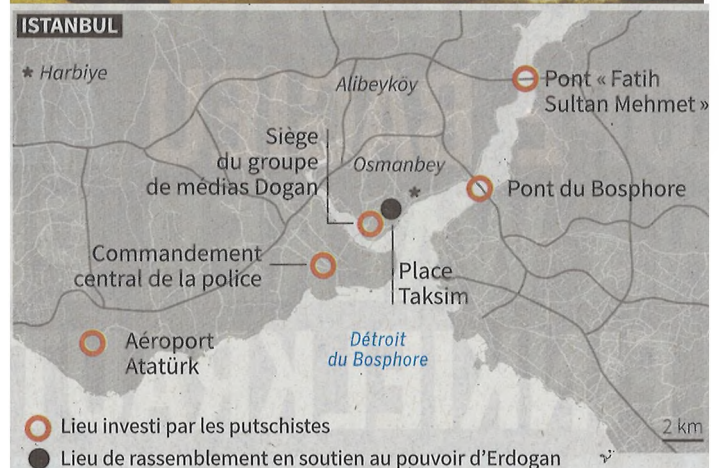 ISTANBUL
* Harbiye
Alibeyköy
Pont « Fatih
Sultan Mehmet »
Siège
du groupe
de médias Dogan
Osmanbey
*
Pont du Bosphore
Commandement
central de la police
Place
Taksim
Aéroport
Atatürk
Détroit
du Bosphore
Lieu investi par les putschistes
2 km
Lieu de rassemblement en soutien au pouvoir d’Erdogan